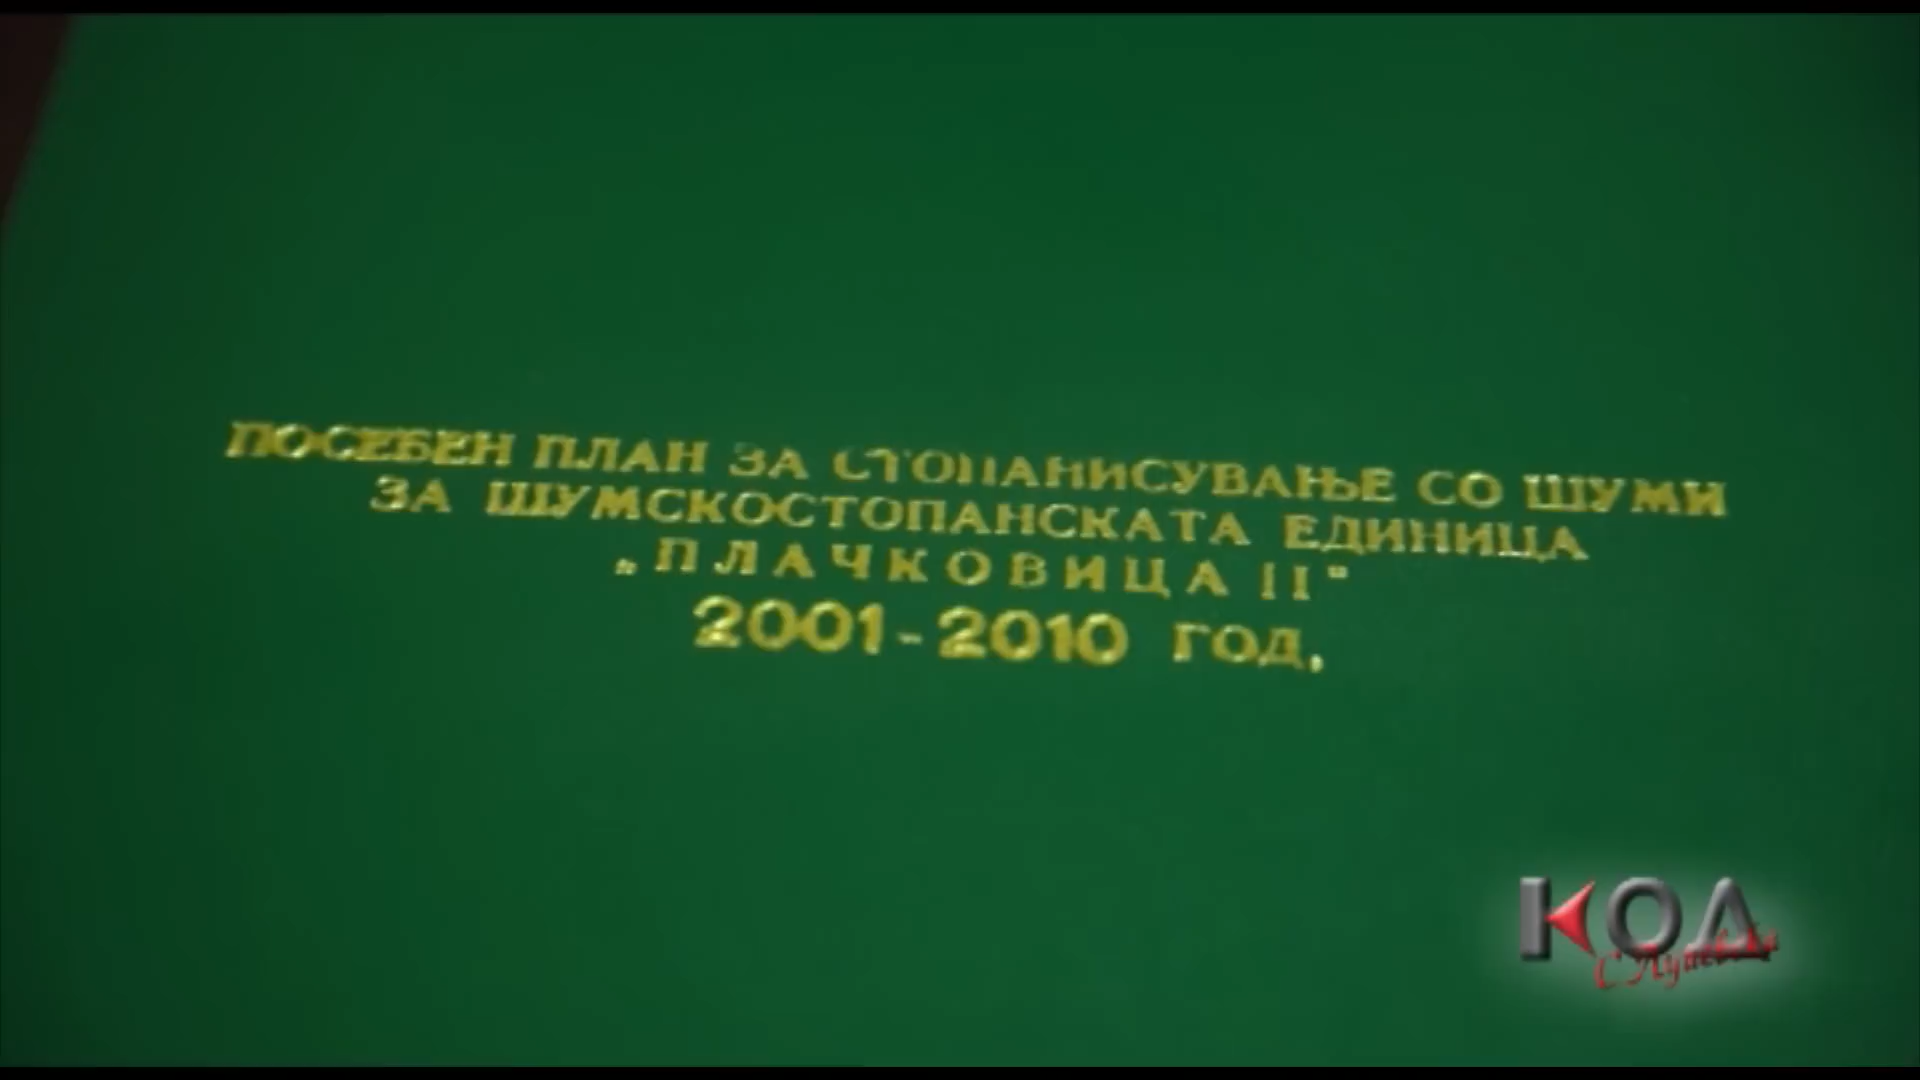 ПОСЕБЕН ПЛАН ЗА СТОПАНИСУВАЊЕ СО ШУМИ
ЗА ШУМСКОСТОПАНСКАТА ЕДИНИЦА
„ПЛАЧКОВИЦА II"
2001-2010 ГОД.
КОД